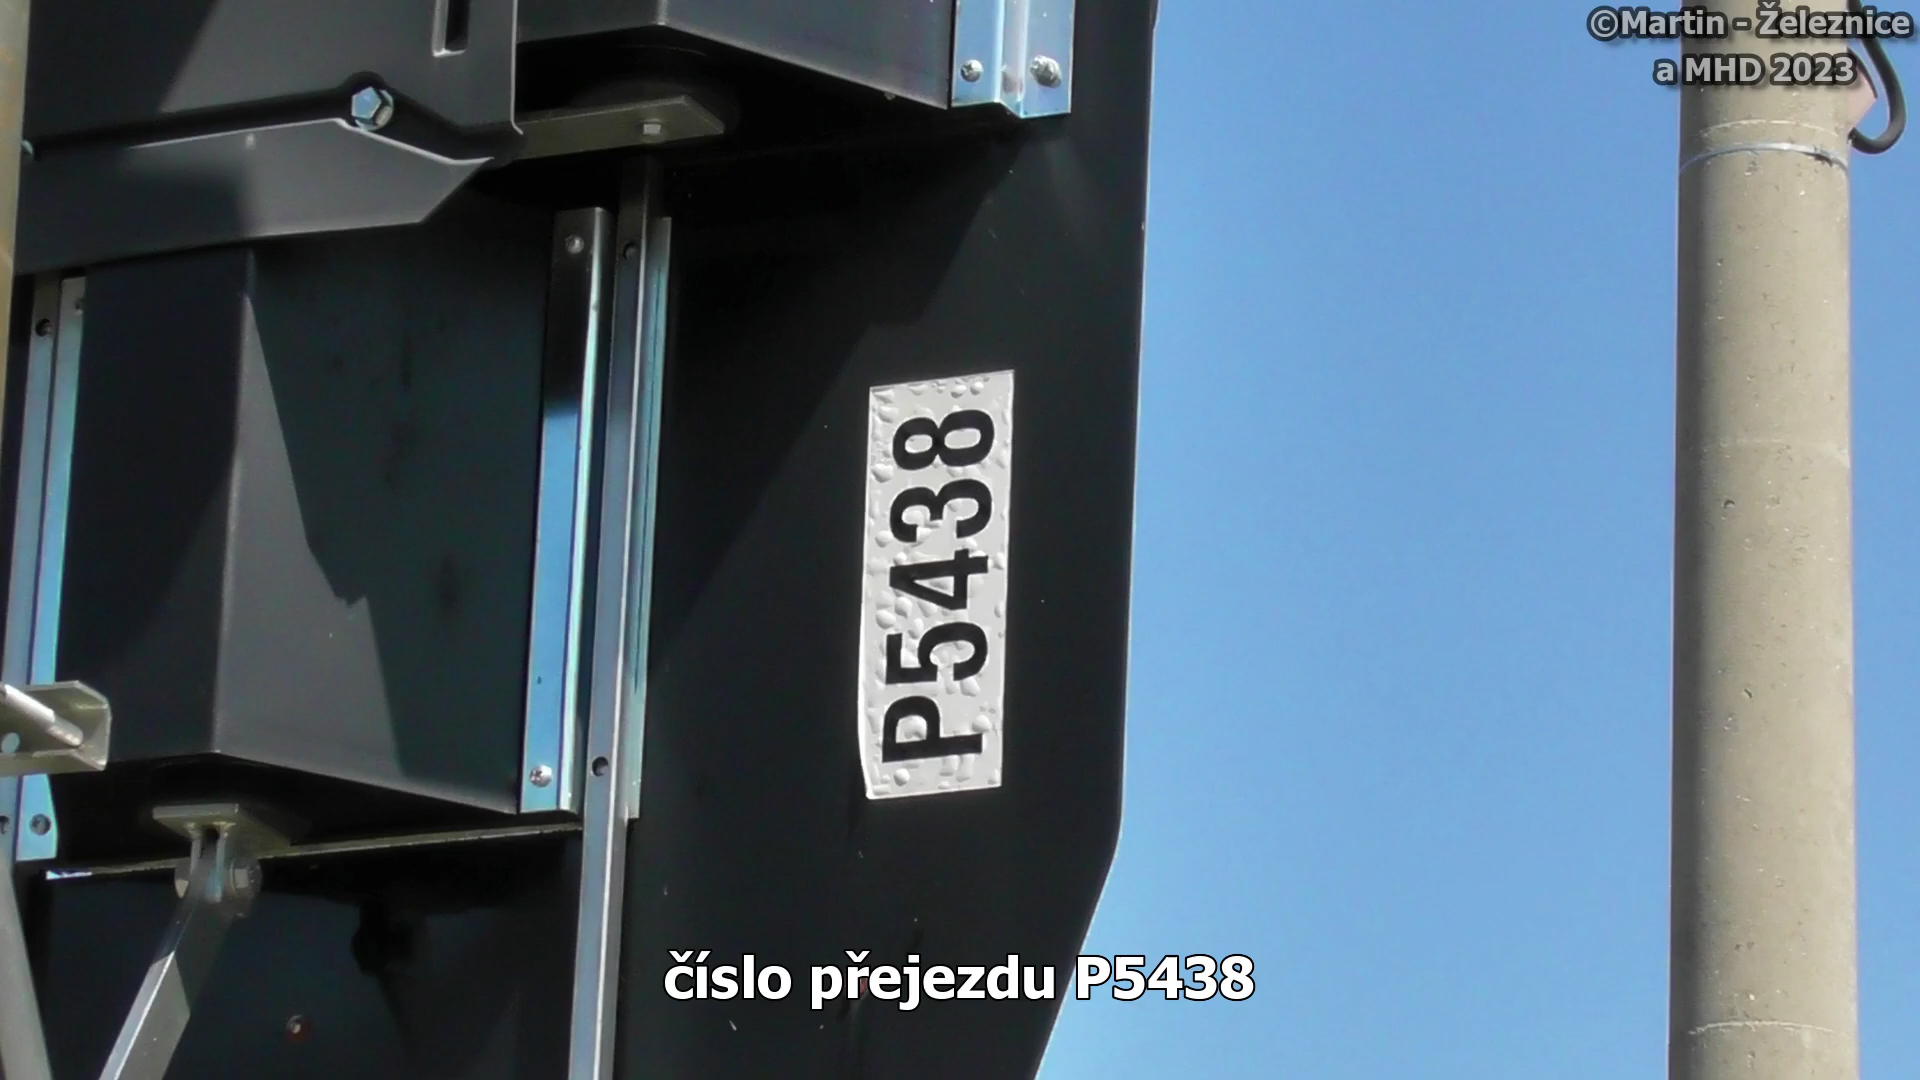 ©Martin - Železnice
a MHD 2023
P5438
číslo přejezdu P5438